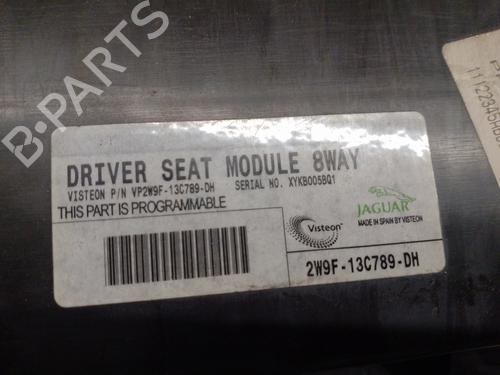 B-PARTS
DRIVER SEAT MODULE 8WAY
VISTEON P/N VP2W9F-13C789-DH SERIAL NO. XYKB005BQ1
THIS PART IS PROGRAMMABLE
Visteon
JAGUAR
MADE IN SPAIN BY VISTEON
2W9F-13C789-DH